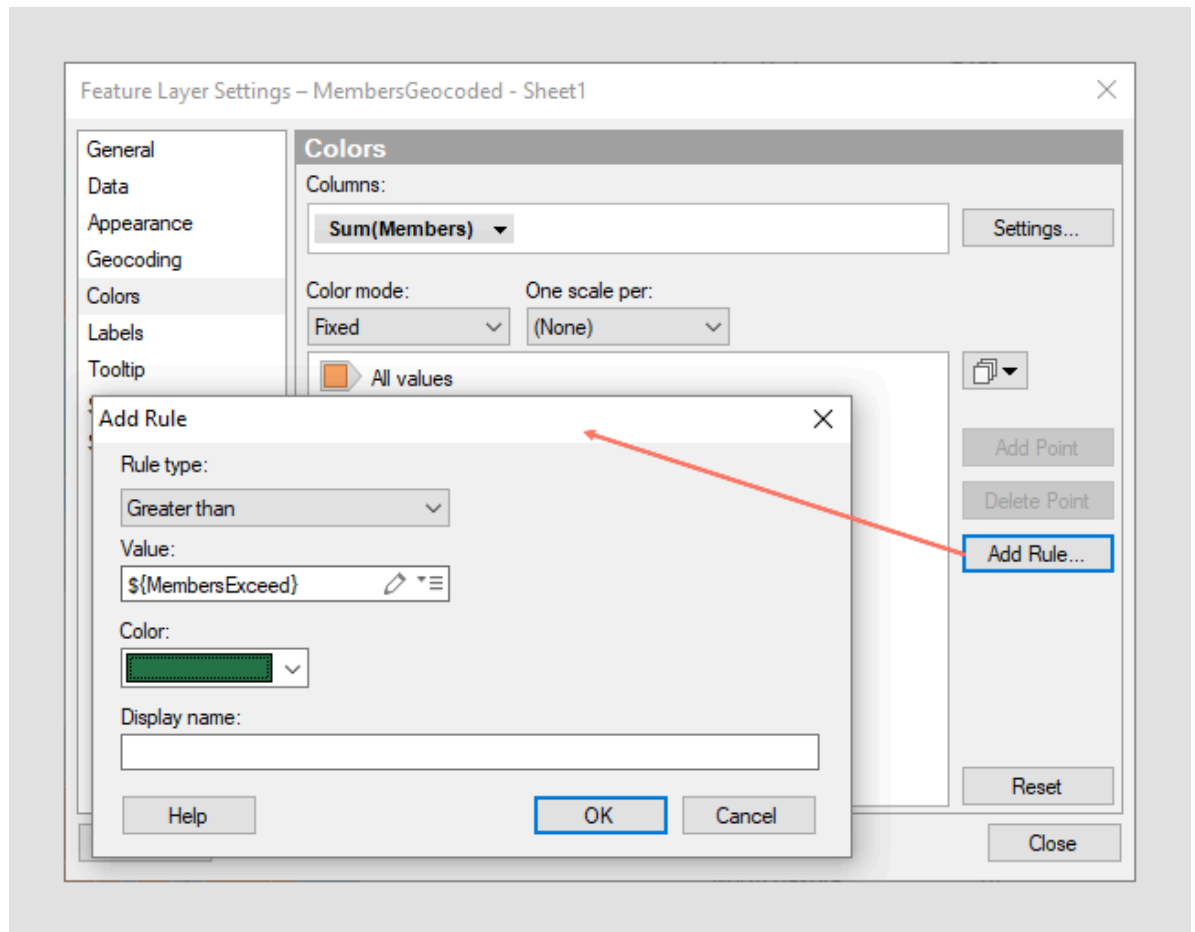 Feature Layer Settings – MembersGeocoded - Sheet1
General
Data
Appearance
Geocoding
Colors
Labels
Tooltip
Colors
Columns:
Sum(Members)
Settings...
Color mode:
One scale per:
Fixed
(None)
All values
Add Point
Delete Point
Add Rule...
Reset
Close
Add Rule
Rule type:
Greater than
Value:
${MembersExceed}
Color:
Display name:
Help
OK
Cancel